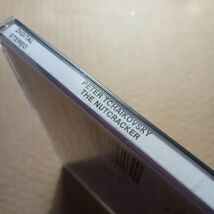 DIGITAL
STEREO
PETER TCHAIKOVSKY
THE NUTCRACKER